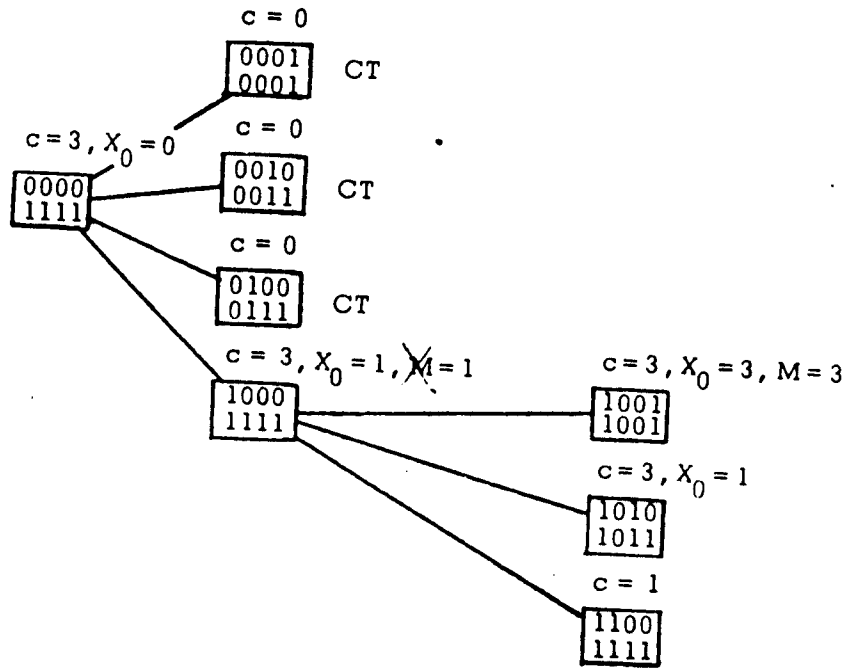 c = 0
0001
0001
CT
c = 3, X0 = 0
c = 0
0000
1111
0010
0011
CT
c = 0
0100
0111
CT
c = 3, X0 = 1, M = 1
1000
1111
c = 3, X0 = 3, M = 3
1001
1001
c = 3, X0 = 1
1010
1011
c = 1
1100
1111